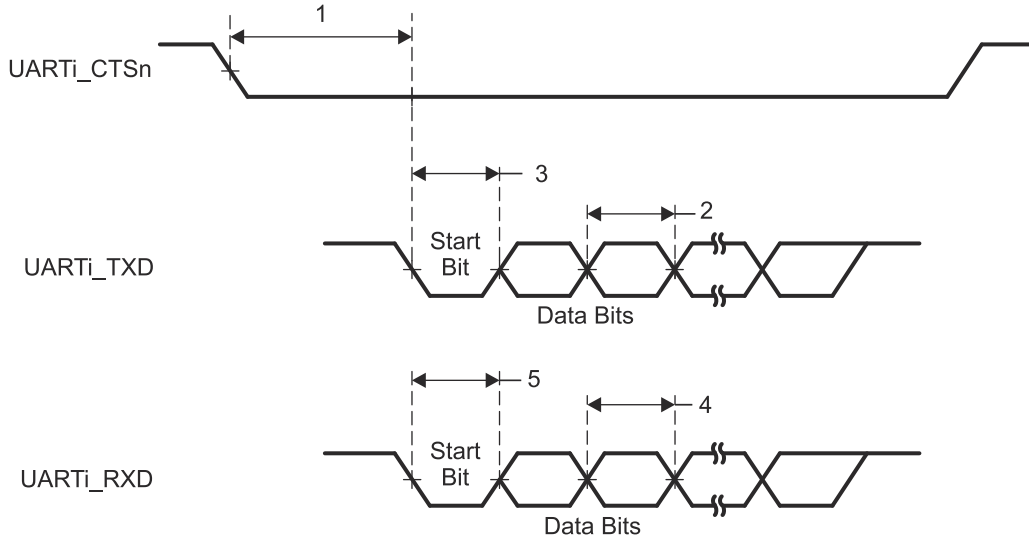 1
UARTi_CTSn
3
2
Start
Bit
UARTi_TXD
Data Bits
5
4
Start
Bit
UARTi_RXD
Data Bits